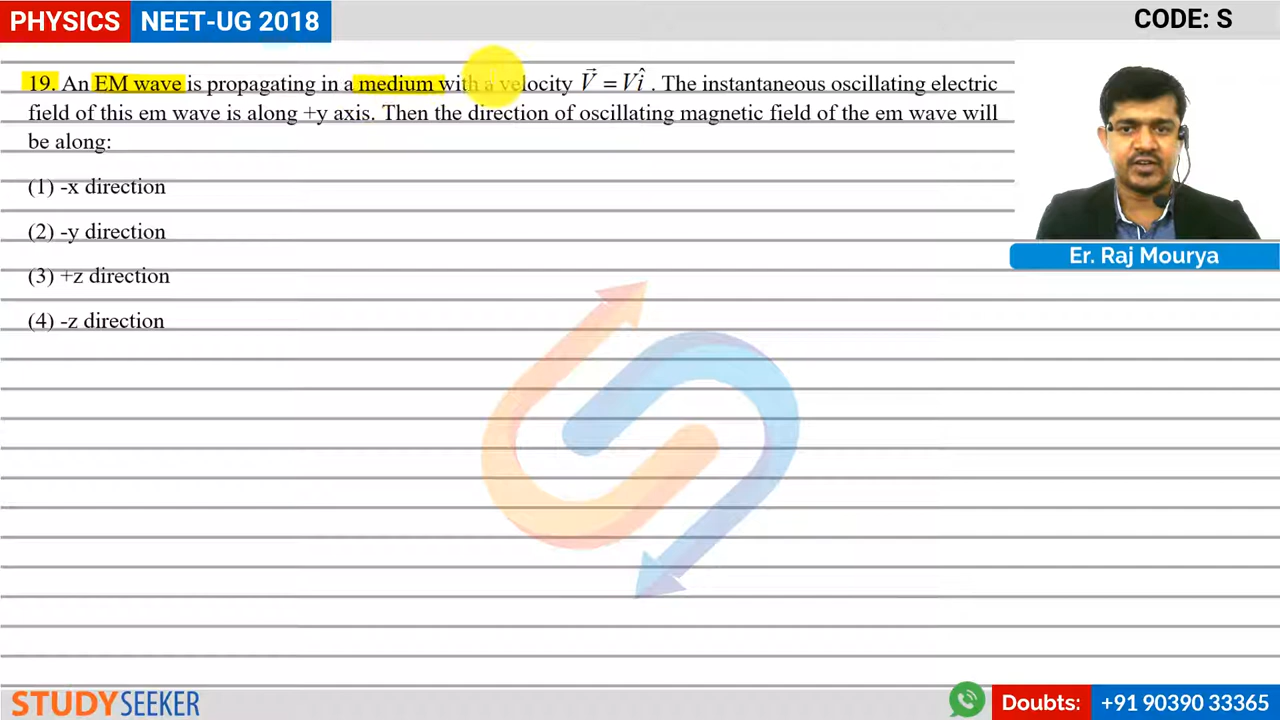 PHYSICS NEET-UG 2018 CODE: S
19. An EM wave is propagating in a medium with a velocity $\vec{V} = V\hat{i}$. The instantaneous oscillating electric
field of this em wave is along +y axis. Then the direction of oscillating magnetic field of the em wave will
be along:
(1) -x direction
(2) -y direction
(3) +z direction
(4) -z direction
Er. Raj Mourya
STUDYSEEKER Doubts: +91 90390 33365